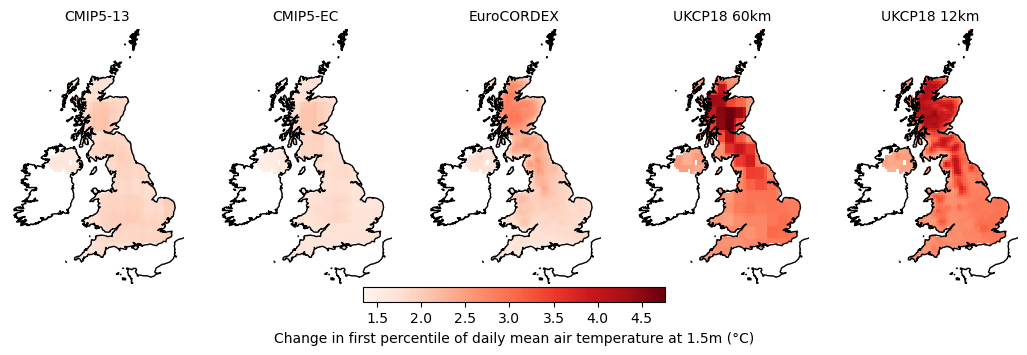 CMIP5-13 CMIP5-EC EuroCORDEX UKCP18 60km UKCP18 12km
1.5 2.0 2.5 3.0 3.5 4.0 4.5
Change in first percentile of daily mean air temperature at 1.5m (°C)